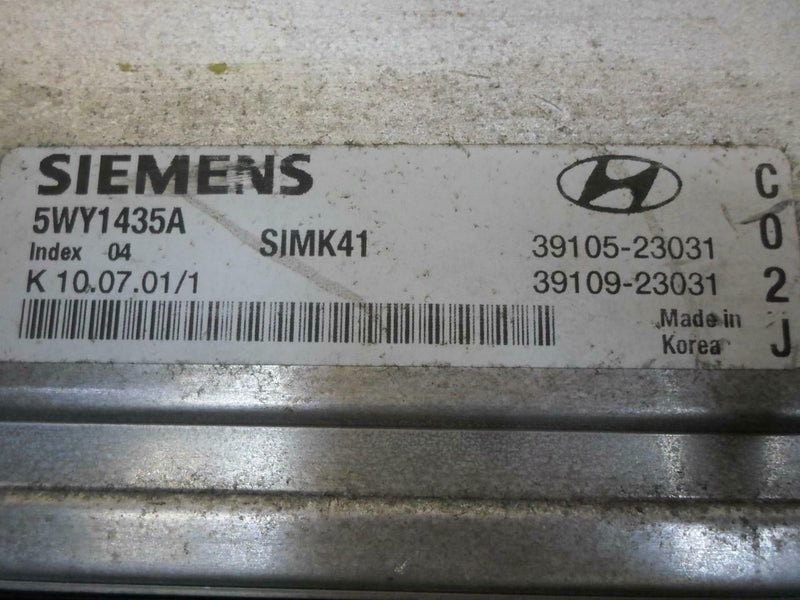 SIEMENS
5WY1435A
Index 04
SIMK41
K 10.07.01/1
39105-23031
39109-23031
Made in
Korea
C
0
2
J